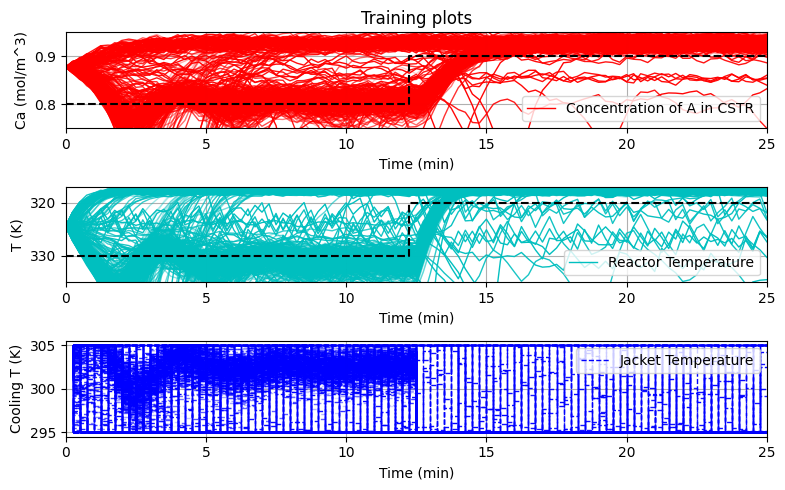 Training plots
Ca (mol/m^3)
0.9
0.8
Concentration of A in CSTR
0 5 10 15 20 25
Time (min)
T (K)
320
330
Reactor Temperature
0 5 10 15 20 25
Time (min)
Cooling T (K)
305
300
295
Jacket Temperature
0 5 10 15 20 25
Time (min)